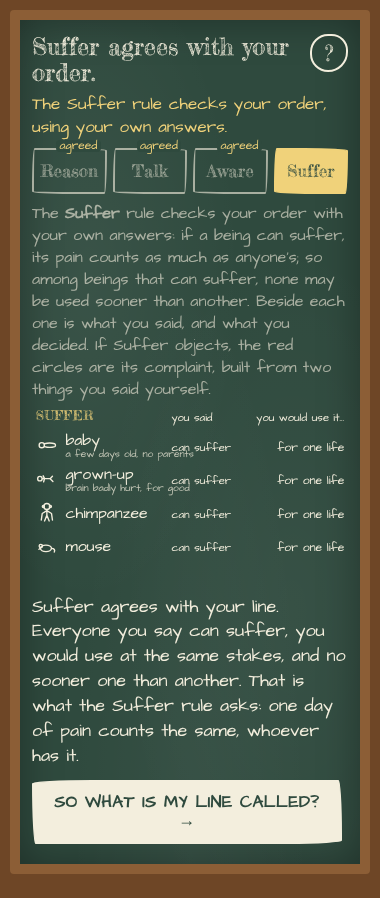 Suffer agrees with your
order.
?
The Suffer rule checks your order,
using your own answers.
agreed agreed agreed
Reason Talk Aware Suffer
The Suffer rule checks your order with
your own answers: if a being can suffer,
its pain counts as much as anyone's; so
among beings that can suffer, none may
be used sooner than another. Beside each
one is what you said, and what you
decided. If Suffer objects, the red
circles are its complaint, built from two
things you said yourself.
SUFFER you said you would use it..
baby can suffer for one life
a few days old, no parents
grown-up can suffer for one life
brain badly hurt, for good
chimpanzee can suffer for one life
mouse can suffer for one life
Suffer agrees with your line.
Everyone you say can suffer, you
would use at the same stakes, and no
sooner one than another. That is
what the Suffer rule asks: one day
of pain counts the same, whoever
has it.
SO WHAT IS MY LINE CALLED?
→